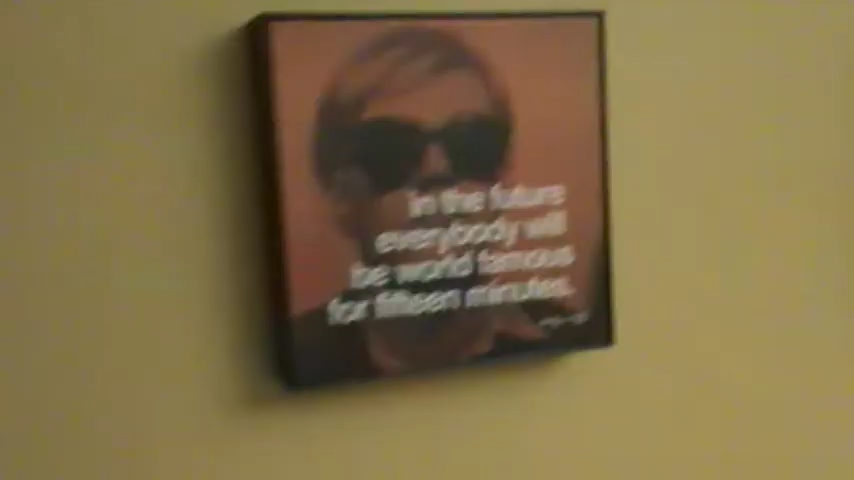 in the future
everybody will
be world famous
for fifteen minutes.